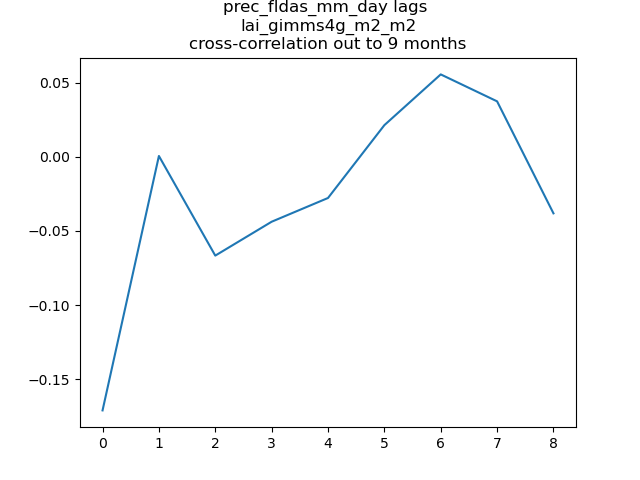 prec_fldas_mm_day lags
lai_gimms4g_m2_m2
cross-correlation out to 9 months
0.05
0.00
−0.05
−0.10
−0.15
0 1 2 3 4 5 6 7 8